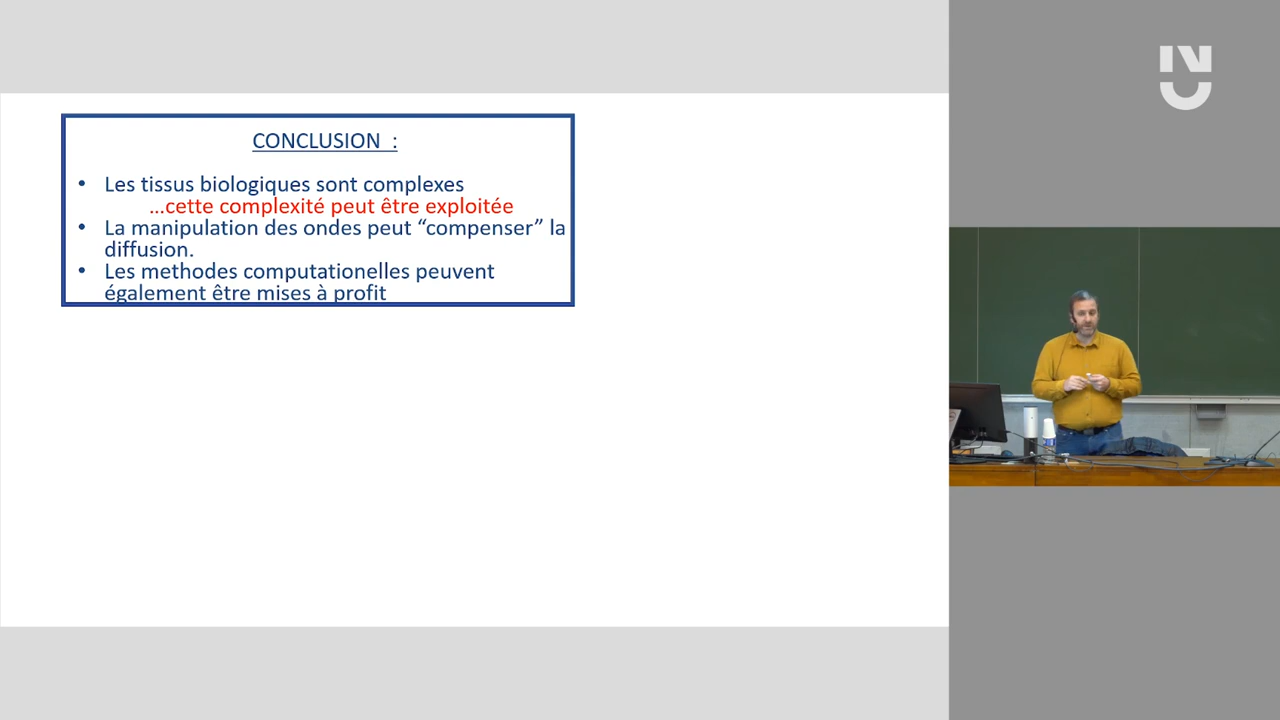 CONCLUSION :
• Les tissus biologiques sont complexes
…cette complexité peut être exploitée
• La manipulation des ondes peut “compenser” la
diffusion.
• Les methodes computationelles peuvent
également être mises à profit